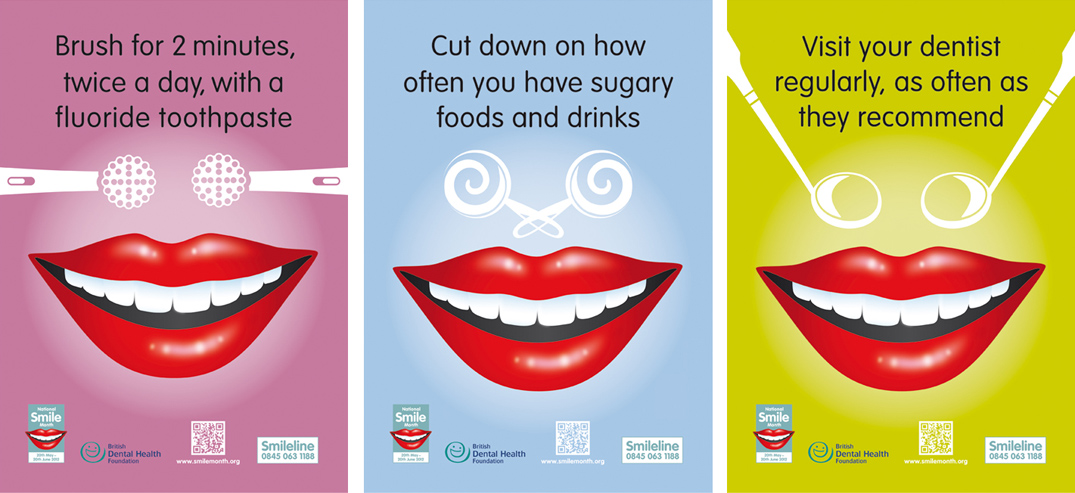 Brush for 2 minutes,
twice a day, with a
fluoride toothpaste
National
Smile
Month
British
Dental Health
Foundation
www.smilemonth.org
Smileline
0845 063 1188
Cut down on how
often you have sugary
foods and drinks
National
Smile
Month
British
Dental Health
Foundation
www.smilemonth.org
Smileline
0845 063 1188
Visit your dentist
regularly, as often as
they recommend
National
Smile
Month
British
Dental Health
Foundation
www.smilemonth.org
Smileline
0845 063 1188